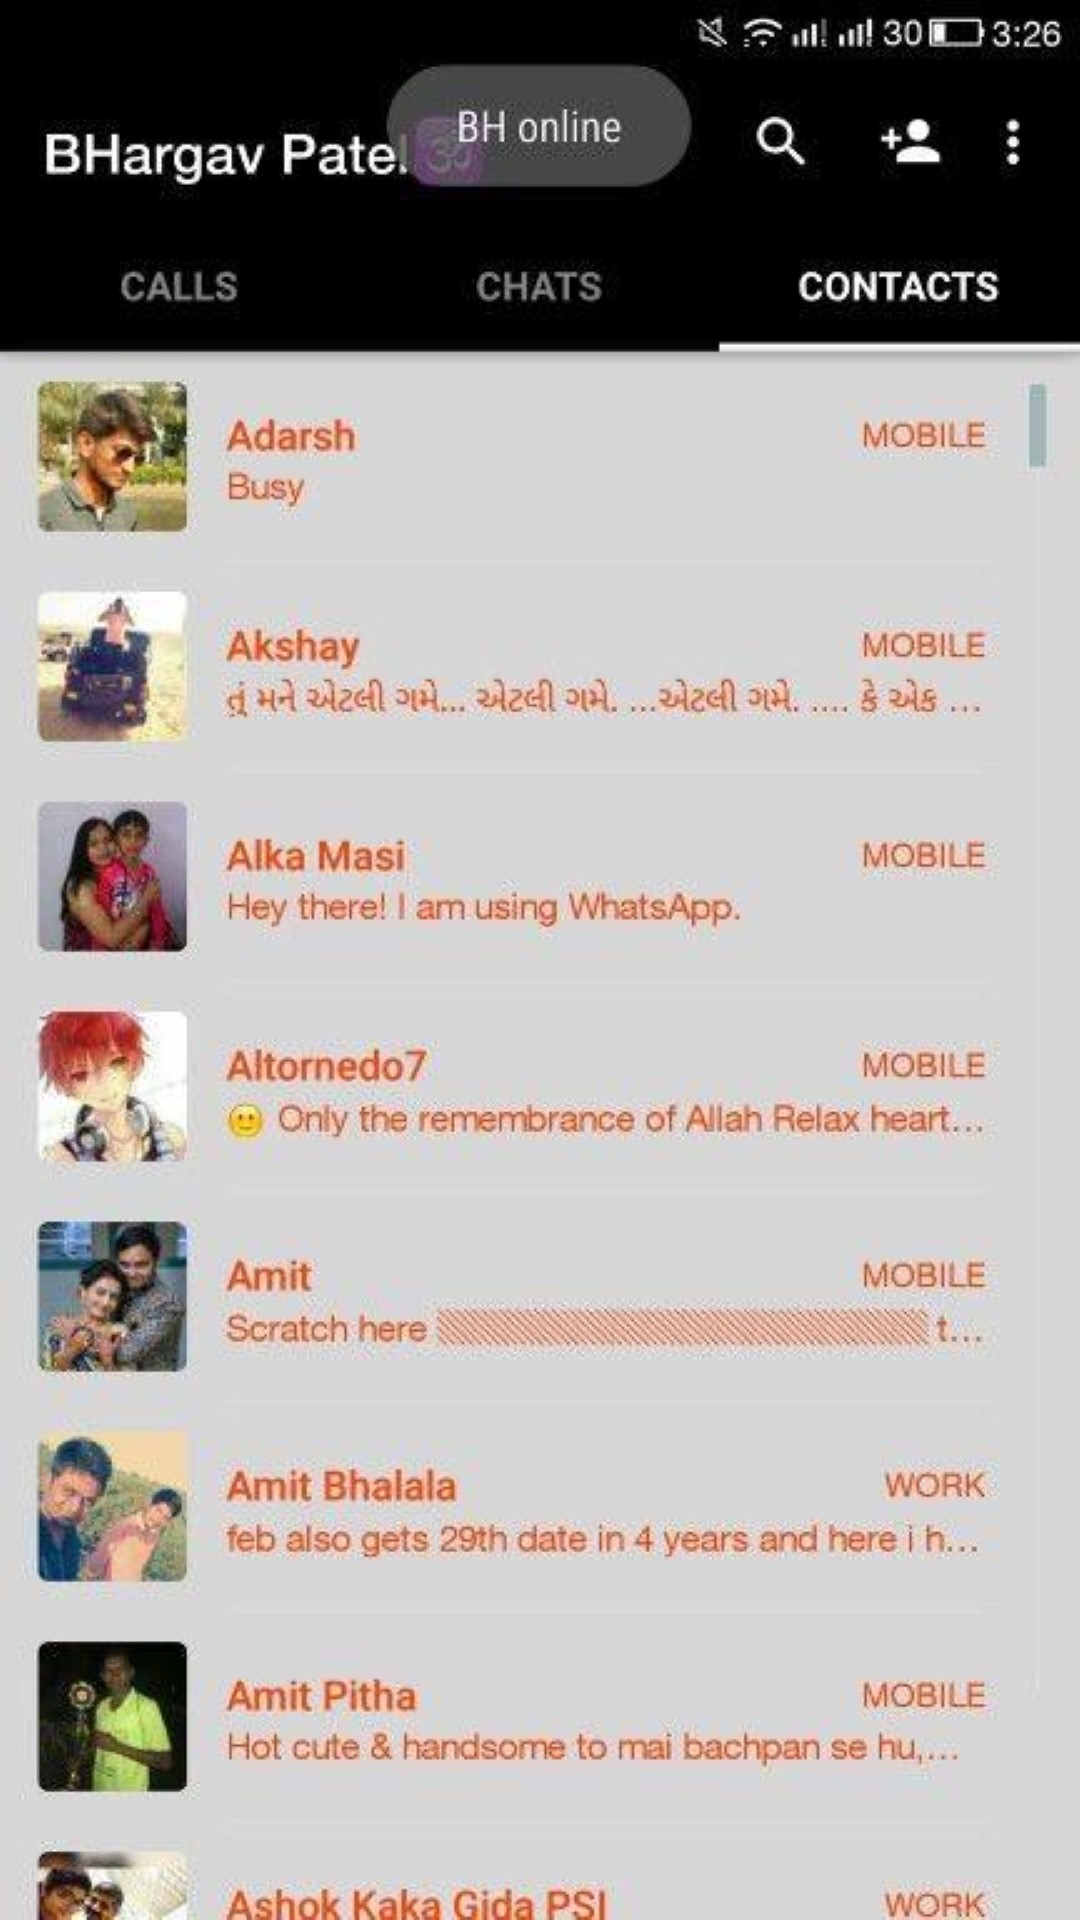 30 3:26
BHargav Patel 🕉
BH online
CALLS CHATS CONTACTS
Adarsh MOBILE
Busy
Akshay MOBILE
તું મને એટલી ગમે... એટલી ગમે. ...એટલી ગમે. .... કે એક ...
Alka Masi MOBILE
Hey there! I am using WhatsApp.
Altornedo7 MOBILE
🙂 Only the remembrance of Allah Relax heart...
Amit MOBILE
Scratch here ▨▨▨▨▨▨▨▨▨▨▨▨ t...
Amit Bhalala WORK
feb also gets 29th date in 4 years and here i h...
Amit Pitha MOBILE
Hot cute & handsome to mai bachpan se hu,...
Ashok Kaka Gida PSI WORK